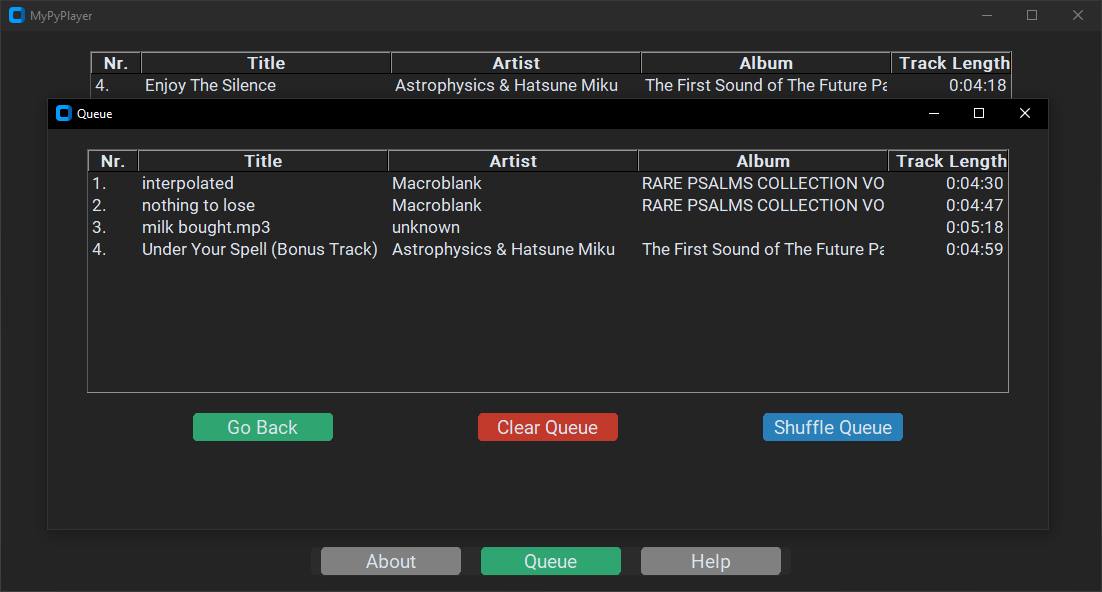 MyPyPlayer
Nr. Title Artist Album Track Length
4. Enjoy The Silence Astrophysics & Hatsune Miku The First Sound of The Future Pa 0:04:18
Queue
Nr. Title Artist Album Track Length
1. interpolated Macroblank RARE PSALMS COLLECTION VO 0:04:30
2. nothing to lose Macroblank RARE PSALMS COLLECTION VO 0:04:47
3. milk bought.mp3 unknown 0:05:18
4. Under Your Spell (Bonus Track) Astrophysics & Hatsune Miku The First Sound of The Future Pa 0:04:59
Go Back Clear Queue Shuffle Queue
About Queue Help